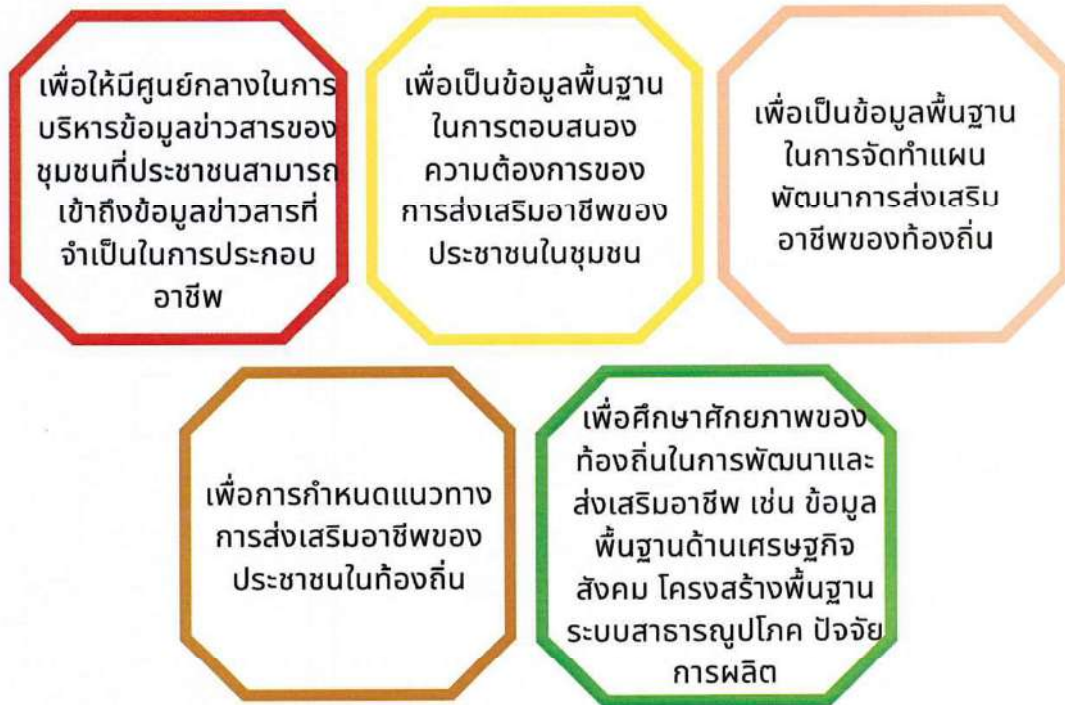 เพื่อให้มีศูนย์กลางในการ
บริหารข้อมูลข่าวสารของ
ชุมชนที่ประชาชนสามารถ
เข้าถึงข้อมูลข่าวสารที่
จำเป็นในการประกอบ
อาชีพ
เพื่อเป็นข้อมูลพื้นฐาน
ในการตอบสนอง
ความต้องการของ
การส่งเสริมอาชีพของ
ประชาชนในชุมชน
เพื่อเป็นข้อมูลพื้นฐาน
ในการจัดทำแผน
พัฒนาการส่งเสริม
อาชีพของท้องถิ่น
เพื่อการกำหนดแนวทาง
การส่งเสริมอาชีพของ
ประชาชนในท้องถิ่น
เพื่อศึกษาศักยภาพของ
ท้องถิ่นในการพัฒนาและ
ส่งเสริมอาชีพ เช่น ข้อมูล
พื้นฐานด้านเศรษฐกิจ
สังคม โครงสร้างพื้นฐาน
ระบบสาธารณูปโภค ปัจจัย
การผลิต